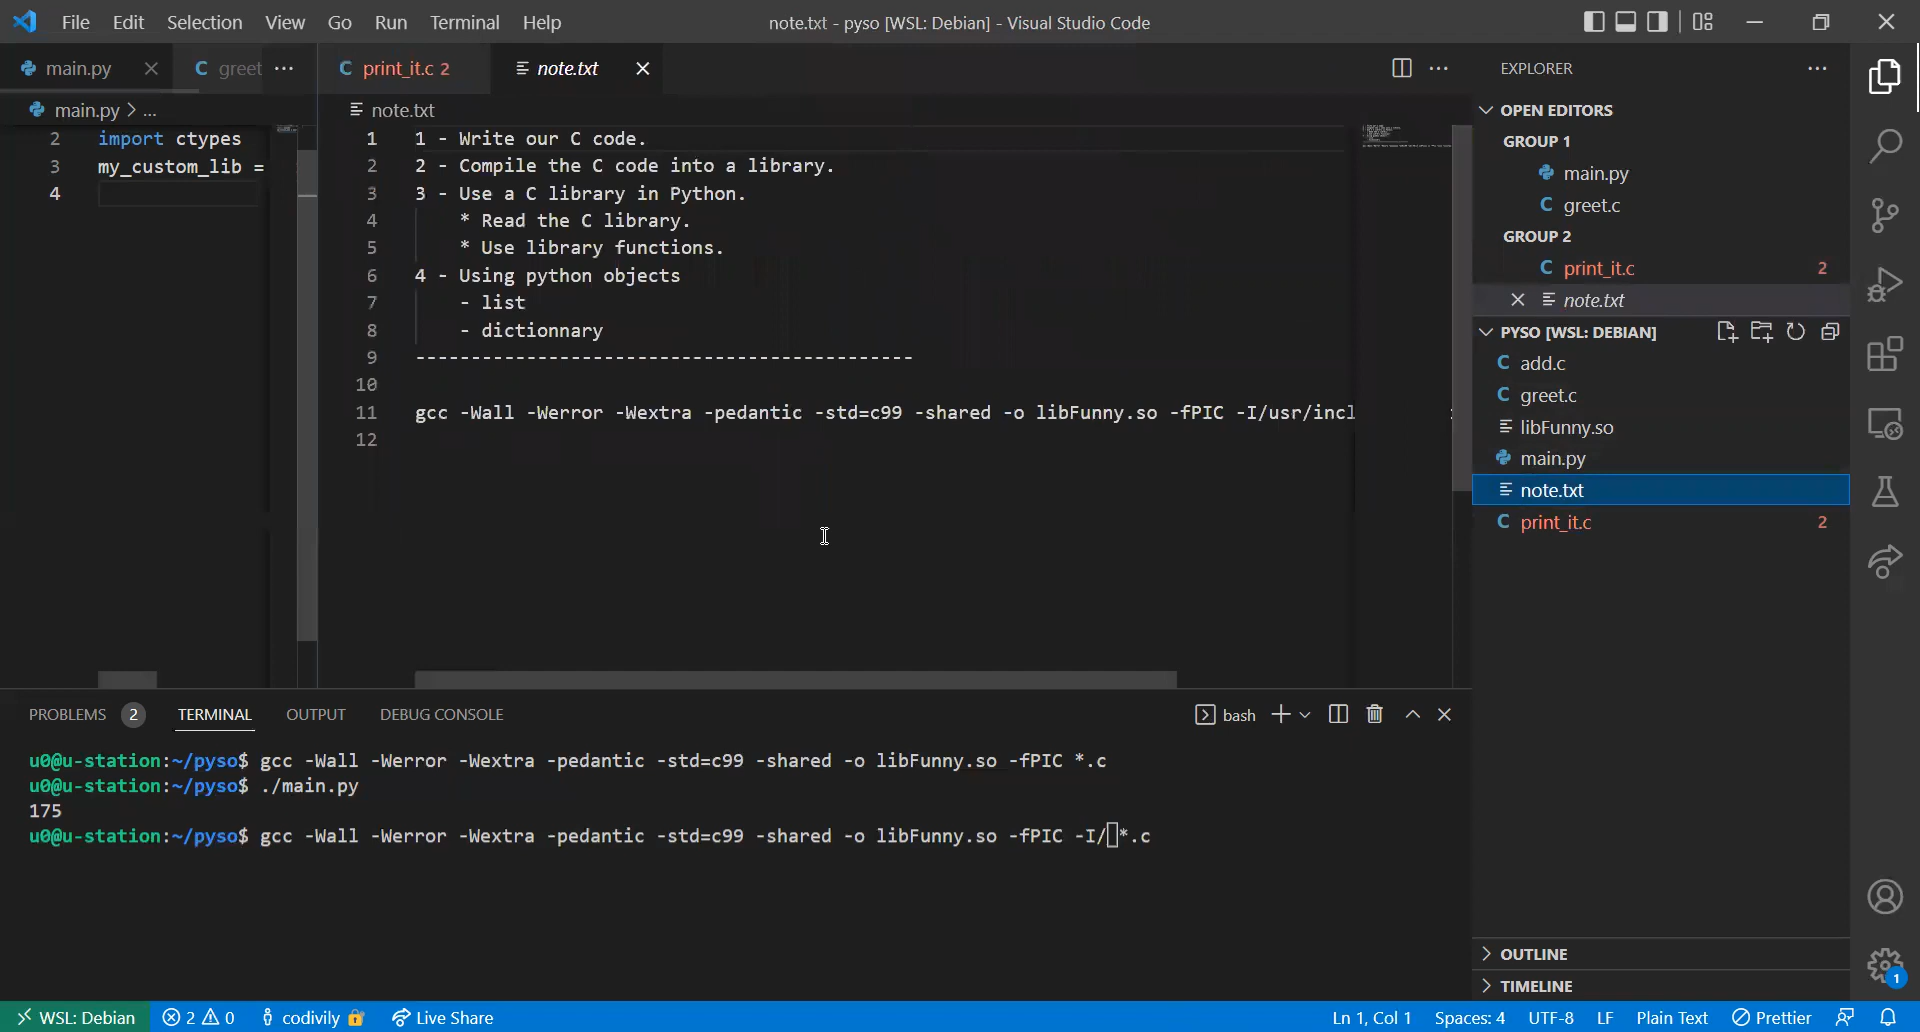 File Edit Selection View Go Run Terminal Help
note.txt - pyso [WSL: Debian] - Visual Studio Code
main.py
C greet ...
main.py > ...
2 import ctypes
3 my_custom_lib =
4
C print_it.c 2
note.txt
note.txt
1 1 - Write our C code.
2 2 - Compile the C code into a library.
3 3 - Use a C library in Python.
4 * Read the C library.
5 * Use library functions.
6 4 - Using python objects
7 - list
8 - dictionnary
9 ---------------------------------------------
10
11 gcc -Wall -Werror -Wextra -pedantic -std=c99 -shared -o libFunny.so -fPIC -I/usr/incl
12
EXPLORER
OPEN EDITORS
GROUP 1
main.py
C greet.c
GROUP 2
C print_it.c 2
note.txt
PYSO [WSL: DEBIAN]
C add.c
C greet.c
libFunny.so
main.py
note.txt
C print_it.c 2
OUTLINE
TIMELINE
PROBLEMS 2 TERMINAL OUTPUT DEBUG CONSOLE
bash
u0@u-station:~/pyso$ gcc -Wall -Werror -Wextra -pedantic -std=c99 -shared -o libFunny.so -fPIC *.c
u0@u-station:~/pyso$ ./main.py
175
u0@u-station:~/pyso$ gcc -Wall -Werror -Wextra -pedantic -std=c99 -shared -o libFunny.so -fPIC -I/ *.c
1
WSL: Debian 2 0 codivily Live Share
Ln 1, Col 1 Spaces: 4 UTF-8 LF Plain Text Prettier